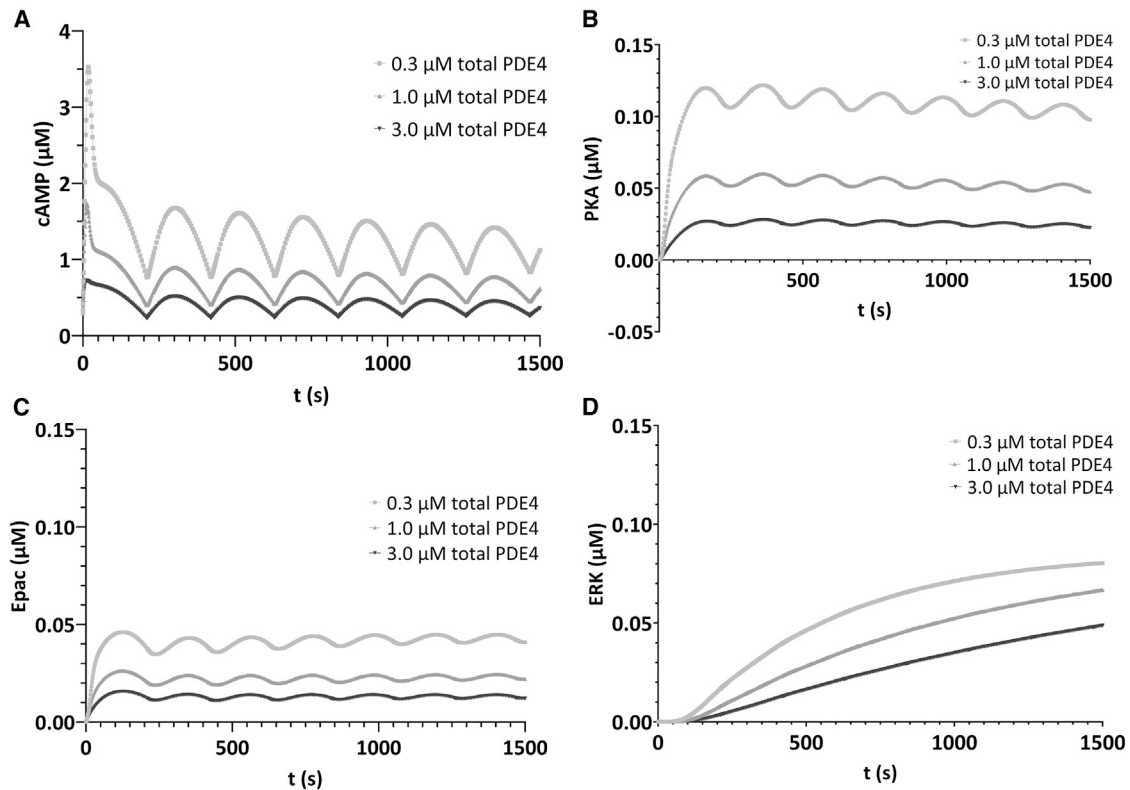 A
4
3
2
1
0
cAMP (μM)
0.3 μM total PDE4
1.0 μM total PDE4
3.0 μM total PDE4
0 500 1000 1500
t (s)
B
0.15
0.10
0.05
0.00
-0.05
PKA (μM)
0.3 μM total PDE4
1.0 μM total PDE4
3.0 μM total PDE4
500 1000 1500
t (s)
C
0.15
0.10
0.05
0.00
Epac (μM)
0.3 μM total PDE4
1.0 μM total PDE4
3.0 μM total PDE4
0 500 1000 1500
t (s)
D
0.15
0.10
0.05
0.00
ERK (μM)
0.3 μM total PDE4
1.0 μM total PDE4
3.0 μM total PDE4
0 500 1000 1500
t (s)